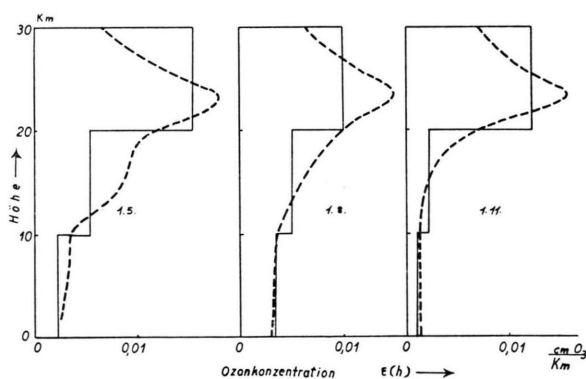 Km
30
20
10
0
Höhe
1.5.
1.8.
1.11.
0 0,01 0 0,01 0 0,01
cm O3
Km
Ozonkonzentration ε(h)